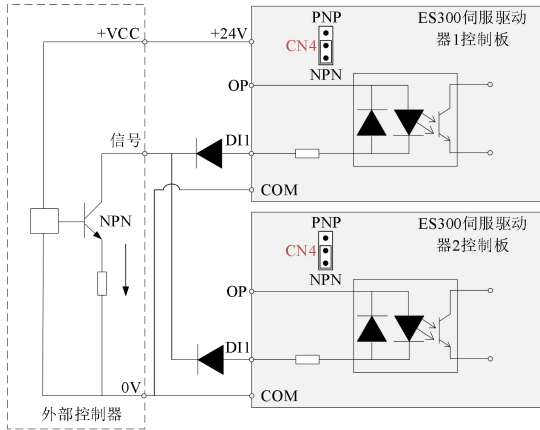 +VCC
+24V
PNP
CN4
NPN
ES300伺服驱动
器1控制板
OP
信号
DI1
NPN
COM
PNP
CN4
NPN
ES300伺服驱动
器2控制板
OP
DI1
0V
COM
外部控制器